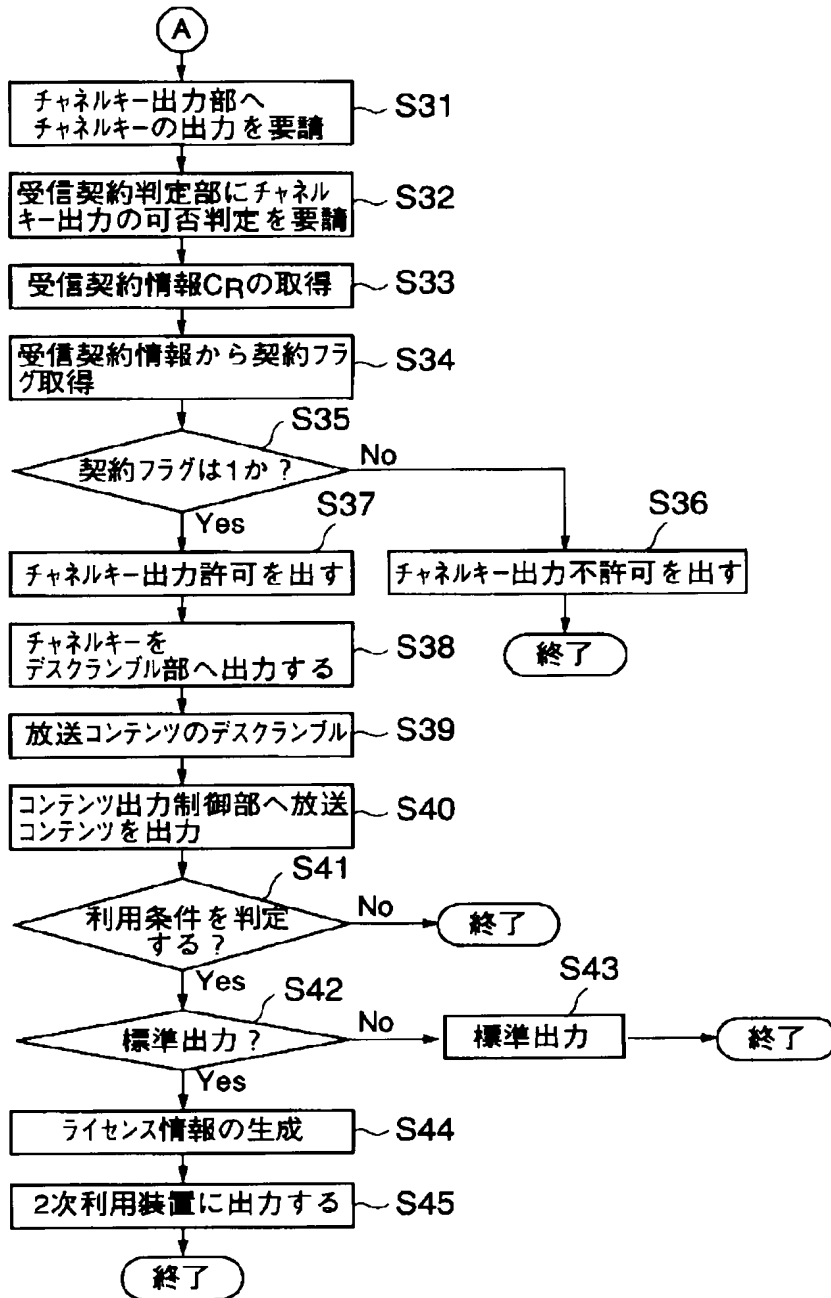 A
チャネルキー出力部へ
チャネルキーの出力を要請
S31
受信契約判定部にチャネル
キー出力の可否判定を要請
S32
受信契約情報CRの取得
S33
受信契約情報から契約フラ
グ取得
S34
S35
契約フラグは1か?
No
Yes
S37
S36
チャネルキー出力許可を出す
チャネルキー出力不許可を出す
終了
チャネルキーを
デスクランブル部へ出力する
S38
放送コンテンツのデスクランブル
S39
コンテンツ出力制御部へ放送
コンテンツを出力
S40
S41
利用条件を判定
する?
No
終了
Yes
S42
S43
標準出力?
No
標準出力
終了
Yes
ライセンス情報の生成
S44
2次利用装置に出力する
S45
終了